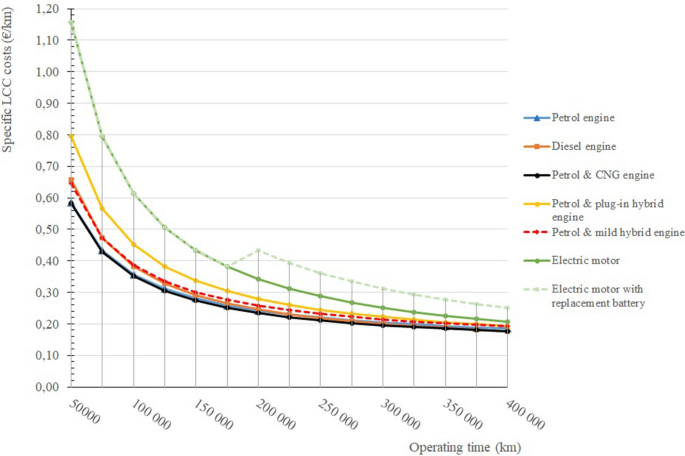 Specific LCC costs (€/km)
1,20
1,10
1,00
0,90
0,80
0,70
0,60
0,50
0,40
0,30
0,20
0,10
0,00
50000
100 000
150 000
200 000
250 000
300 000
350 000
400 000
Operating time (km)
Petrol engine
Diesel engine
Petrol & CNG engine
Petrol & plug-in hybrid
engine
Petrol & mild hybrid engine
Electric motor
Electric motor with
replacement battery